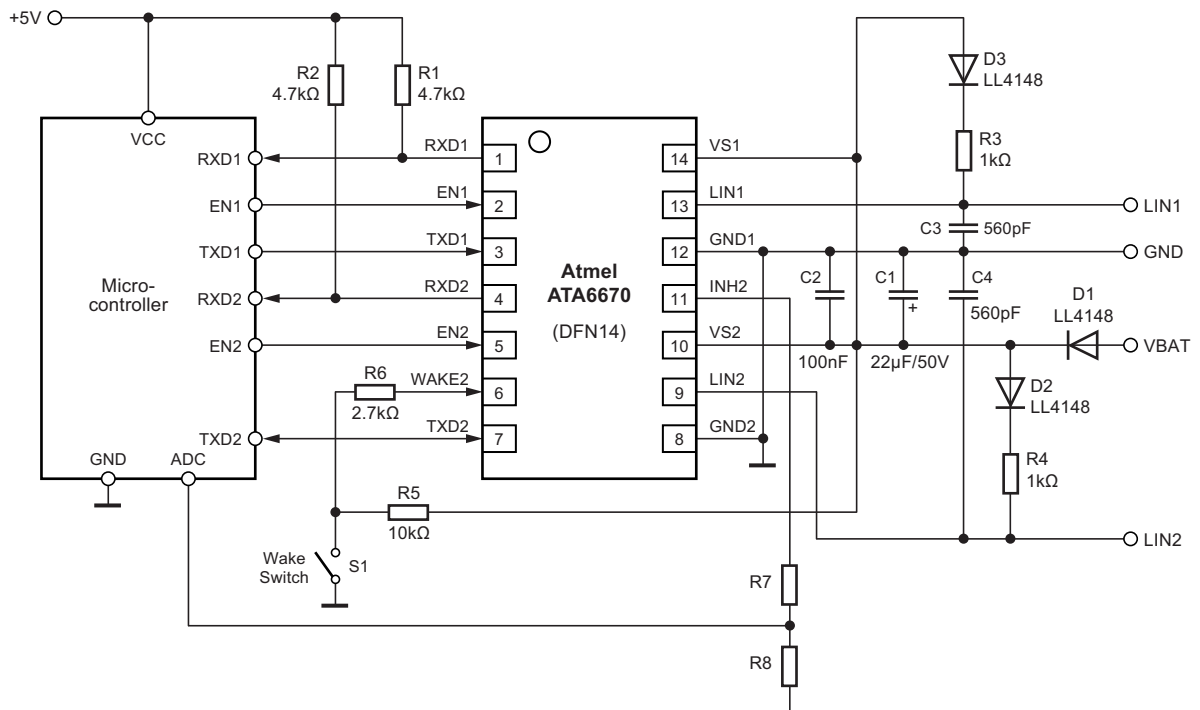 +5V
R2
4.7kΩ
R1
4.7kΩ
D3
LL4148
VCC
RXD1
RXD1
1
14
VS1
R3
1kΩ
EN1
EN1
2
13
LIN1
LIN1
C3
560pF
TXD1
TXD1
3
12
GND1
GND
Micro-
controller
Atmel
ATA6670
(DFN14)
C2
C1
C4
RXD2
RXD2
4
11
INH2
+
560pF
D1
LL4148
EN2
EN2
5
10
VS2
100nF
22µF/50V
VBAT
R6
2.7kΩ
WAKE2
6
9
LIN2
D2
LL4148
TXD2
TXD2
7
8
GND2
GND
ADC
R4
1kΩ
R5
10kΩ
LIN2
Wake
Switch
S1
R7
R8